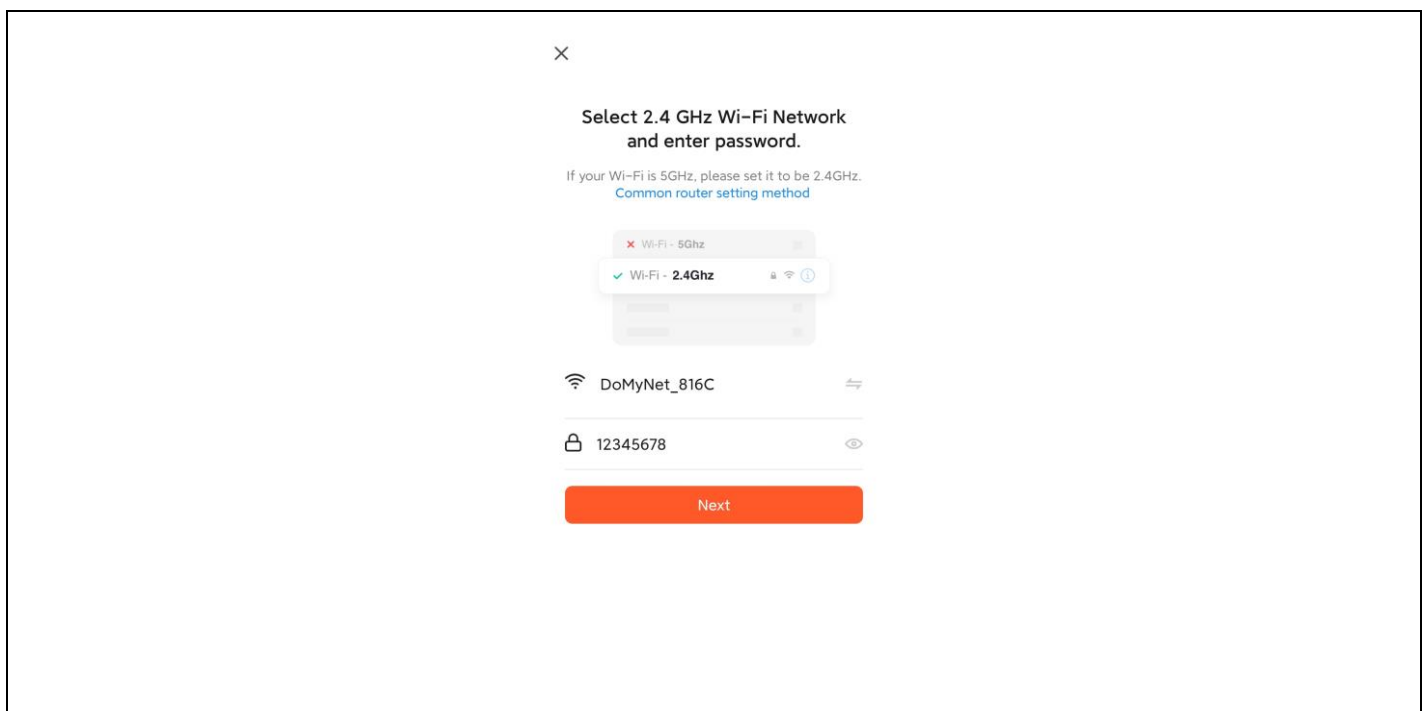 Select 2.4 GHz Wi-Fi Network
and enter password.
If your Wi-Fi is 5GHz, please set it to be 2.4GHz.
Common router setting method
Wi-Fi - 5Ghz
Wi-Fi - 2.4Ghz
DoMyNet_816C
12345678
Next